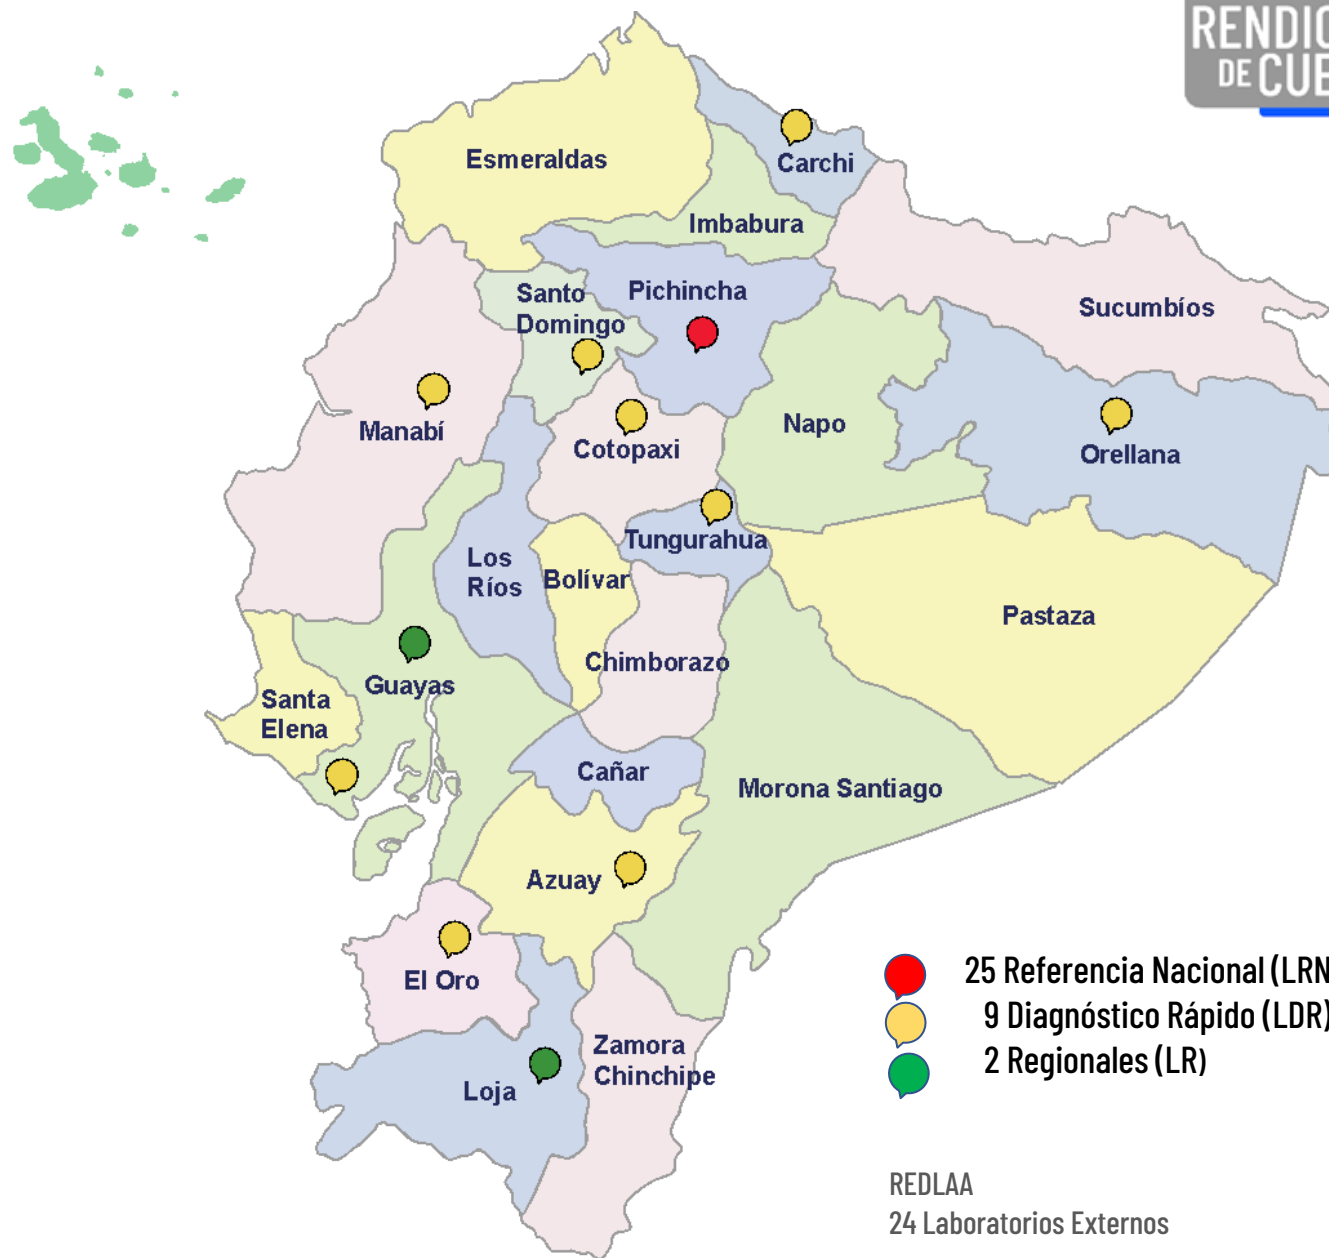 RENDIC
DE CUE
Esmeraldas
Carchi
Imbabura
Pichincha
Santo
Domingo
Sucumbíos
Manabí
Cotopaxi
Napo
Orellana
Tungurahua
Los
Ríos
Bolívar
Pastaza
Chimborazo
Guayas
Santa
Elena
Cañar
Morona Santiago
Azuay
El Oro
Zamora
Chinchipe
Loja
25 Referencia Nacional (LRN
9 Diagnóstico Rápido (LDR)
2 Regionales (LR)
REDLAA
24 Laboratorios Externos